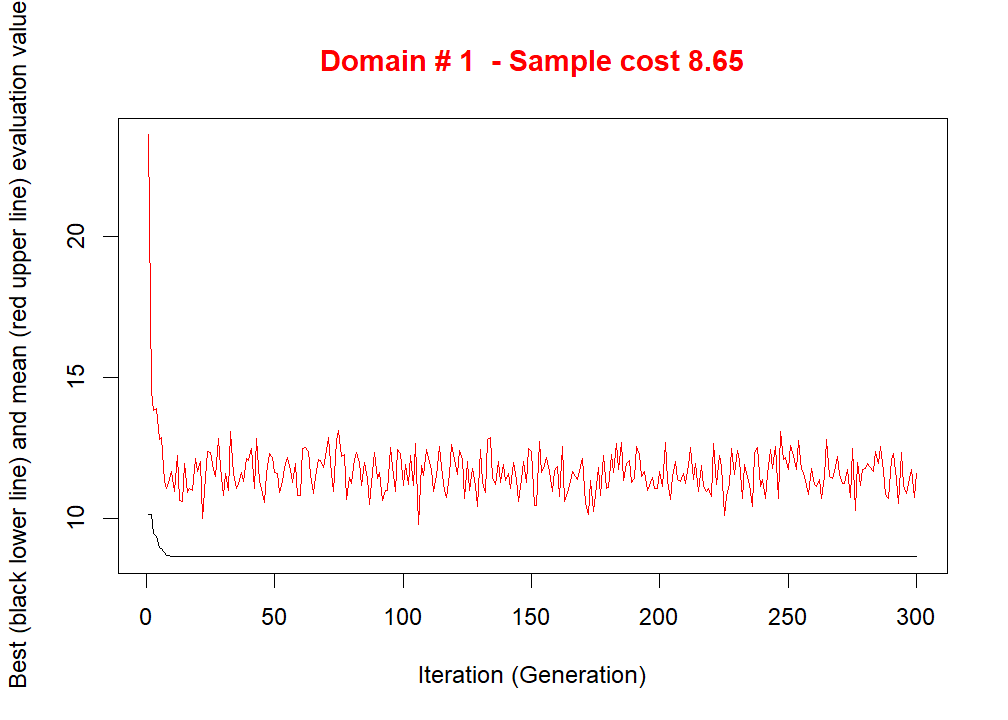 Domain # 1  - Sample cost 8.65
Best (black lower line) and mean (red upper line) evaluation value
20
15
10
0 50 100 150 200 250 300
Iteration (Generation)